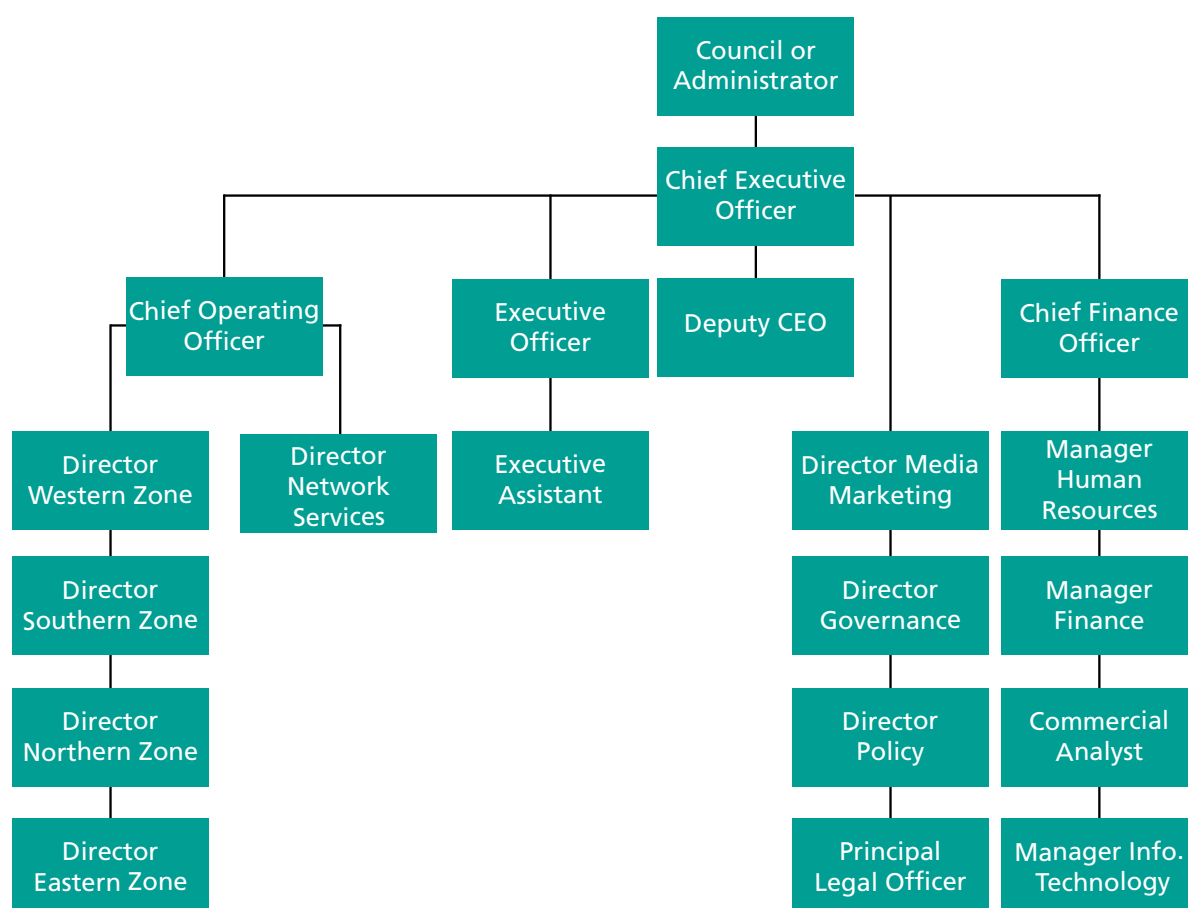 Council or
Administrator
Chief Executive
Officer
Chief Operating
Officer
Executive
Officer
Deputy CEO
Chief Finance
Officer
Director
Western Zone
Director
Network
Services
Executive
Assistant
Director Media
Marketing
Manager
Human
Resources
Director
Southern Zone
Director
Governance
Manager
Finance
Director
Northern Zone
Director
Policy
Commercial
Analyst
Director
Eastern Zone
Principal
Legal Officer
Manager Info.
Technology